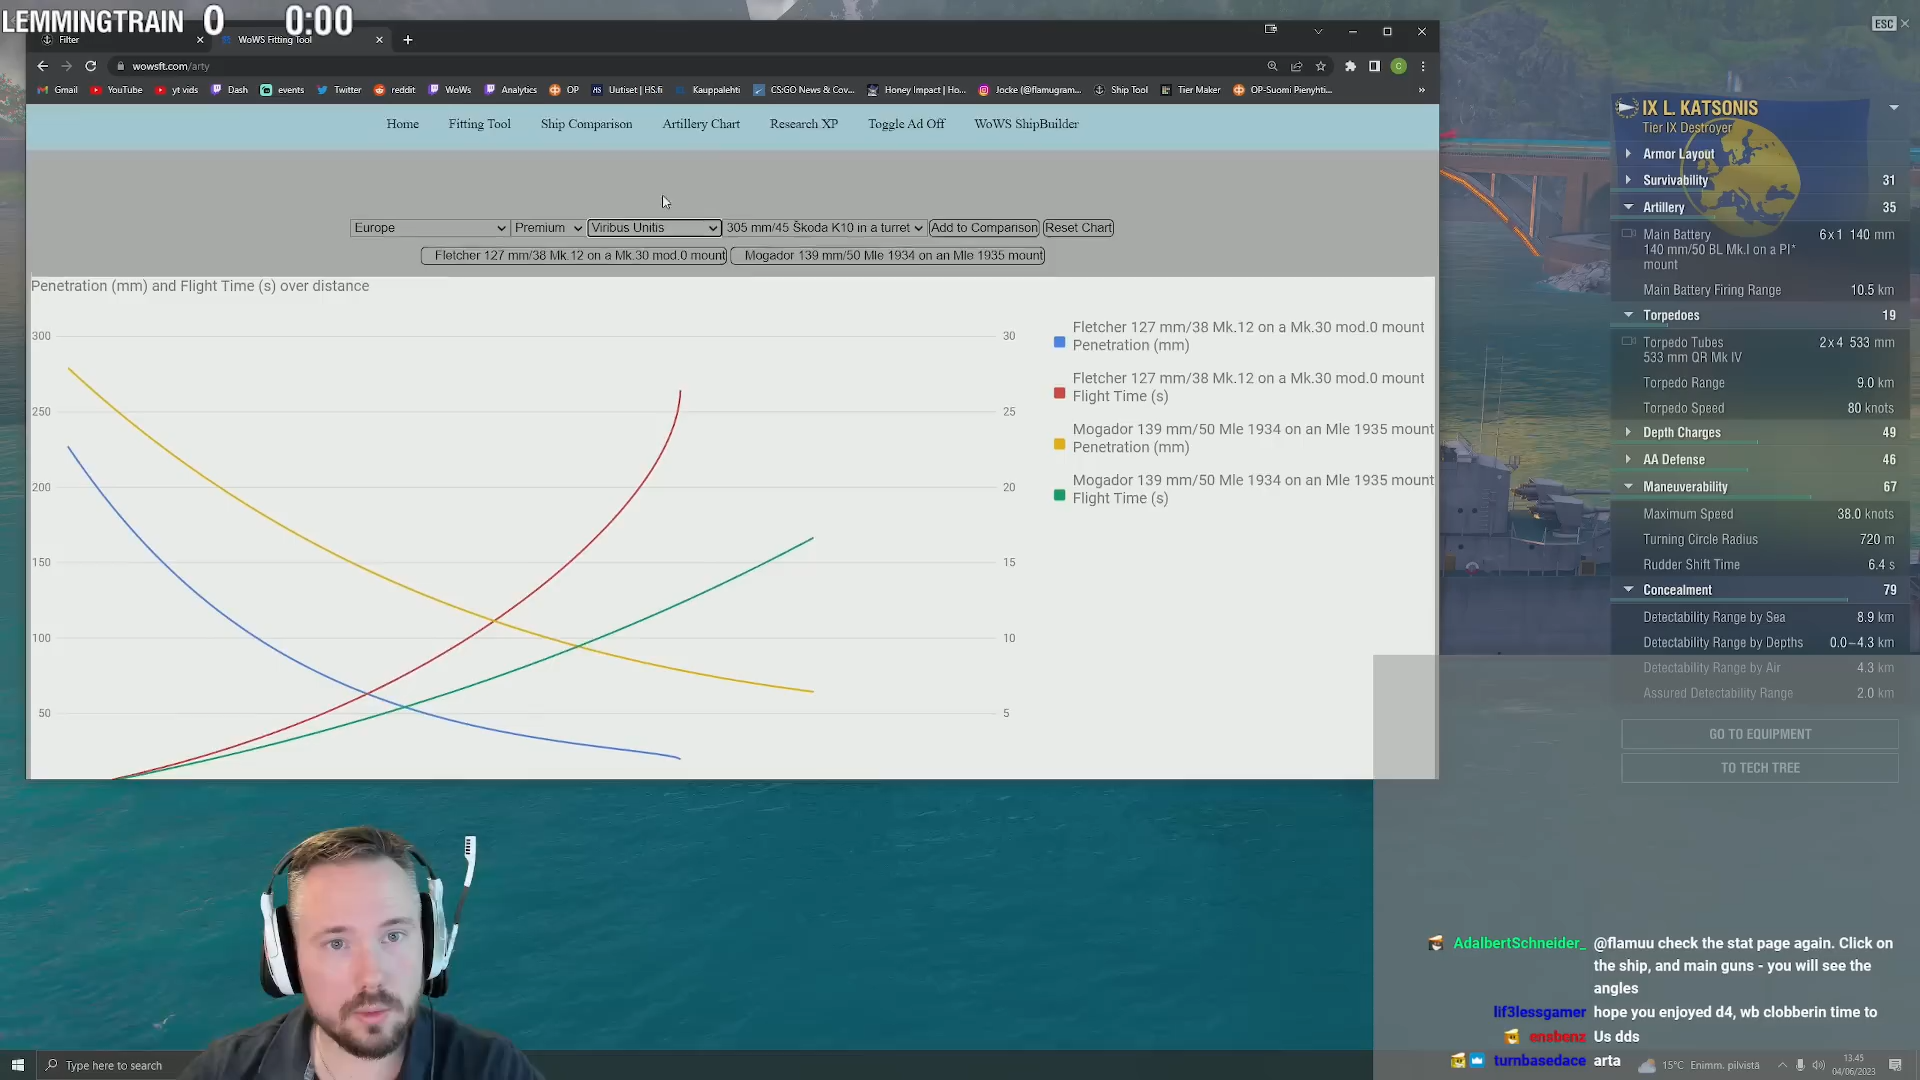 LEMMINGTRAIN 0 0:00
ESC
Filter
WoWS Fitting Tool
wowsft.com/arty
C
Gmail YouTube yt vids Dash events Twitter reddit WoWs Analytics OP Uutiset | HS.fi Kauppalehti CS:GO News & Cov... Honey Impact | Ho... Jocke (@flamugram... Ship Tool Tier Maker OP-Suomi Pienyhti... »
Home Fitting Tool Ship Comparison Artillery Chart Research XP Toggle Ad Off WoWS ShipBuilder
Europe Premium Viribus Unitis 305 mm/45 Škoda K10 in a turret Add to Comparison Reset Chart
Fletcher 127 mm/38 Mk.12 on a Mk.30 mod.0 mount Mogador 139 mm/50 Mle 1934 on an Mle 1935 mount
Penetration (mm) and Flight Time (s) over distance
300 30
250 25
200 20
150 15
100 10
50 5
Fletcher 127 mm/38 Mk.12 on a Mk.30 mod.0 mount
Penetration (mm)
Fletcher 127 mm/38 Mk.12 on a Mk.30 mod.0 mount
Flight Time (s)
Mogador 139 mm/50 Mle 1934 on an Mle 1935 mount
Penetration (mm)
Mogador 139 mm/50 Mle 1934 on an Mle 1935 mount
Flight Time (s)
IX L. KATSONIS
Tier IX Destroyer
Armor Layout
Survivability 31
Artillery 35
Main Battery 6x1 140 mm
140 mm/50 BL Mk.I on a PI*
mount
Main Battery Firing Range 10.5 km
Torpedoes 19
Torpedo Tubes 2x4 533 mm
533 mm QR Mk IV
Torpedo Range 9.0 km
Torpedo Speed 80 knots
Depth Charges 49
AA Defense 46
Maneuverability 67
Maximum Speed 38.0 knots
Turning Circle Radius 720 m
Rudder Shift Time 6.4 s
Concealment 79
Detectability Range by Sea 8.9 km
Detectability Range by Depths 0.0–4.3 km
Detectability Range by Air 4.3 km
Assured Detectability Range 2.0 km
GO TO EQUIPMENT
TO TECH TREE
AdalbertSchneider_ @flamuu check the stat page again. Click on
the ship, and main guns - you will see the
angles
lif3lessgamer hope you enjoyed d4, wb clobberin time to
ensbenz Us dds
turnbasedace arta
Type here to search
15°C Enimm. pilvistä
13.45
04/06/2023